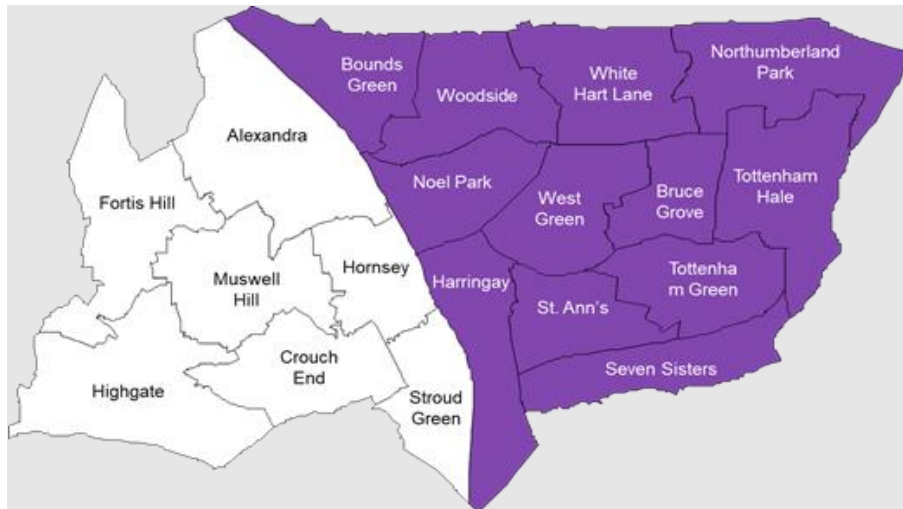 Bounds
Green
Woodside
White
Hart Lane
Northumberland
Park
Alexandra
Fortis Hill
Noel Park
West
Green
Bruce
Grove
Tottenham
Hale
Muswell
Hill
Hornsey
Harringay
St. Ann's
Tottenha
m Green
Highgate
Crouch
End
Stroud
Green
Seven Sisters